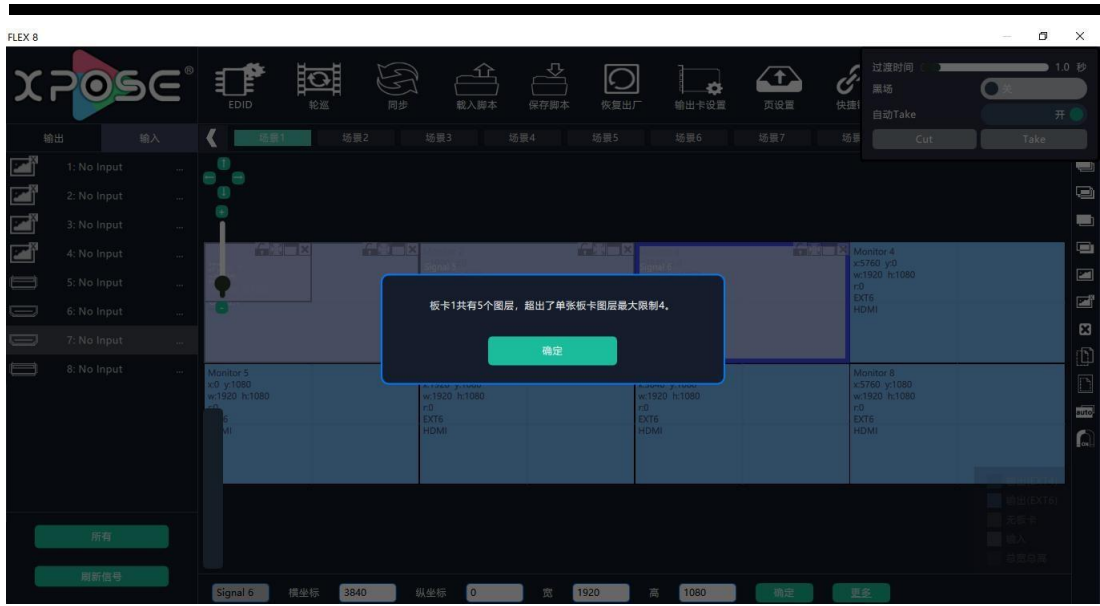 FLEX 8
XPOSE®
EDID
轮巡
同步
载入脚本
保存脚本
恢复出厂
输出卡设置
页设置
过渡时间 1.0 秒
黑场 关
自动Take 开
Cut Take
输出 输入
场景1 场景2 场景3 场景4 场景5 场景6 场景7
1: No Input ...
2: No Input ...
3: No Input ...
4: No Input ...
5: No Input ...
6: No Input ...
7: No Input ...
8: No Input ...
Monitor 4
x:5760 y:0
w:1920 h:1080
r:0
EXT6
HDMI
板卡1共有5个图层，超出了单张板卡图层最大限制4。
确定
Monitor 5
x:0 y:1080
w:1920 h:1080
x:1920 y:1080
w:1920 h:1080
r:0
EXT6
HDMI
x:3840 y:1080
w:1920 h:1080
r:0
EXT6
HDMI
Monitor 8
x:5760 y:1080
w:1920 h:1080
r:0
EXT6
HDMI
auto
所有
刷新信号
Signal 6 横坐标 3840 纵坐标 0 宽 1920 高 1080 确定 更多